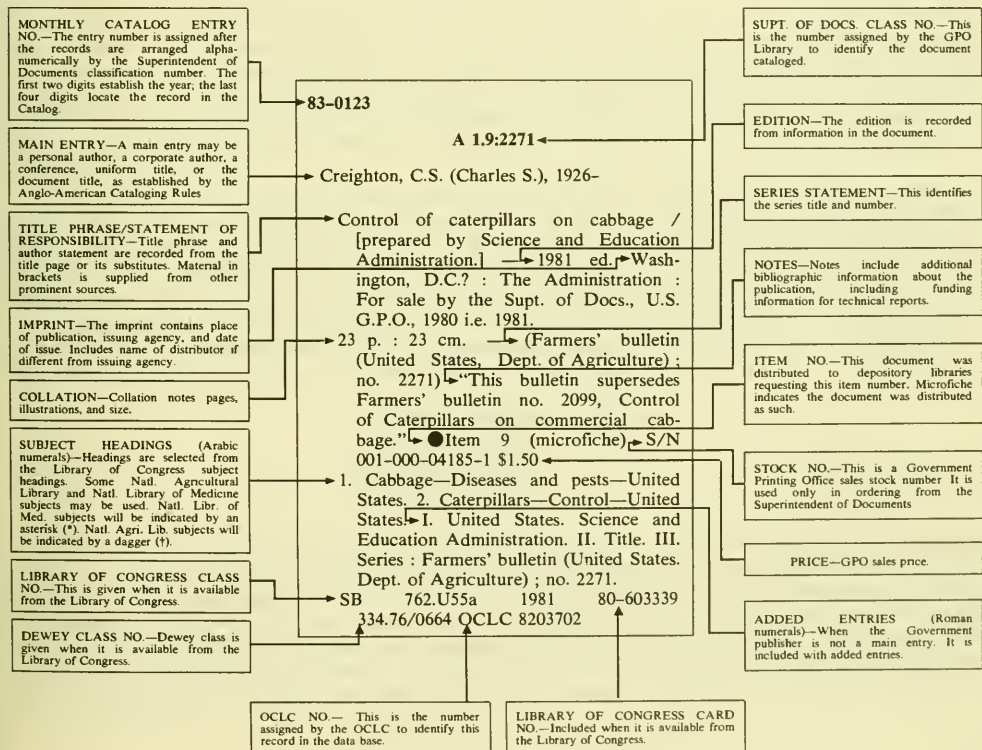 MONTHLY CATALOG ENTRY
NO.—The entry number is assigned after
the records are arranged alpha-
numerically by the Superintendent of
Documents classification number. The
first two digits establish the year; the last
four digits locate the record in the
Catalog.
MAIN ENTRY—A main entry may be
a personal author, a corporate author, a
conference, uniform title, or the
document title, as established by the
Anglo-American Cataloging Rules
TITLE PHRASE/STATEMENT OF
RESPONSIBILITY—Title phrase and
author statement are recorded from the
title page or its substitutes. Material in
brackets is supplied from other
prominent sources.
IMPRINT—The imprint contains place
of publication, issuing agency, and date
of issue. Includes name of distributor if
different from issuing agency.
COLLATION—Collation notes pages,
illustrations, and size.
SUBJECT HEADINGS (Arabic
numerals)—Headings are selected from
the Library of Congress subject
headings. Some Natl. Agricultural
Library and Natl. Library of Medicine
subjects may be used. Natl. Libr. of
Med. subjects will be indicated by an
asterisk (*). Natl. Agri. Lib. subjects will
be indicated by a dagger (†).
LIBRARY OF CONGRESS CLASS
NO.—This is given when it is available
from the Library of Congress.
DEWEY CLASS NO.—Dewey class is
given when it is available from the
Library of Congress.
83-0123
A 1.9:2271
Creighton, C.S. (Charles S.), 1926-
Control of caterpillars on cabbage /
[prepared by Science and Education
Administration.] 1981 ed. Wash-
ington, D.C.? : The Administration :
For sale by the Supt. of Docs., U.S.
G.P.O., 1980 i.e. 1981.
23 p. : 23 cm. — (Farmers' bulletin
(United States, Dept. of Agriculture) ;
no. 2271) "This bulletin supersedes
Farmers' bulletin no. 2099, Control
of Caterpillars on commercial cab-
bage." ●Item 9 (microfiche) S/N
001-000-04185-1 $1.50
1. Cabbage—Diseases and pests—United
States. 2. Caterpillars—Control—United
States. I. United States. Science and
Education Administration. II. Title. III.
Series : Farmers' bulletin (United States.
Dept. of Agriculture) ; no. 2271.
SB 762.U55a 1981 80-603339
334.76/0664 OCLC 8203702
SUPT. OF DOCS. CLASS NO.—This
is the number assigned by the GPO
Library to identify the document
cataloged.
EDITION—The edition is recorded
from information in the document.
SERIES STATEMENT—This identifies
the series title and number.
NOTES—Notes include additional
bibliographic information about the
publication, including funding
information for technical reports.
ITEM NO.—This document was
distributed to depository libraries
requesting this item number. Microfiche
indicates the document was distributed
as such.
STOCK NO.—This is a Government
Printing Office sales stock number It is
used only in ordering from the
Superintendent of Documents
PRICE—GPO sales price.
ADDED ENTRIES (Roman
numerals)—When the Government
publisher is not a main entry. It is
included with added entries.
OCLC NO.— This is the number
assigned by the OCLC to identify this
record in the data base.
LIBRARY OF CONGRESS CARD
NO.—Included when it is available from
the Library of Congress.